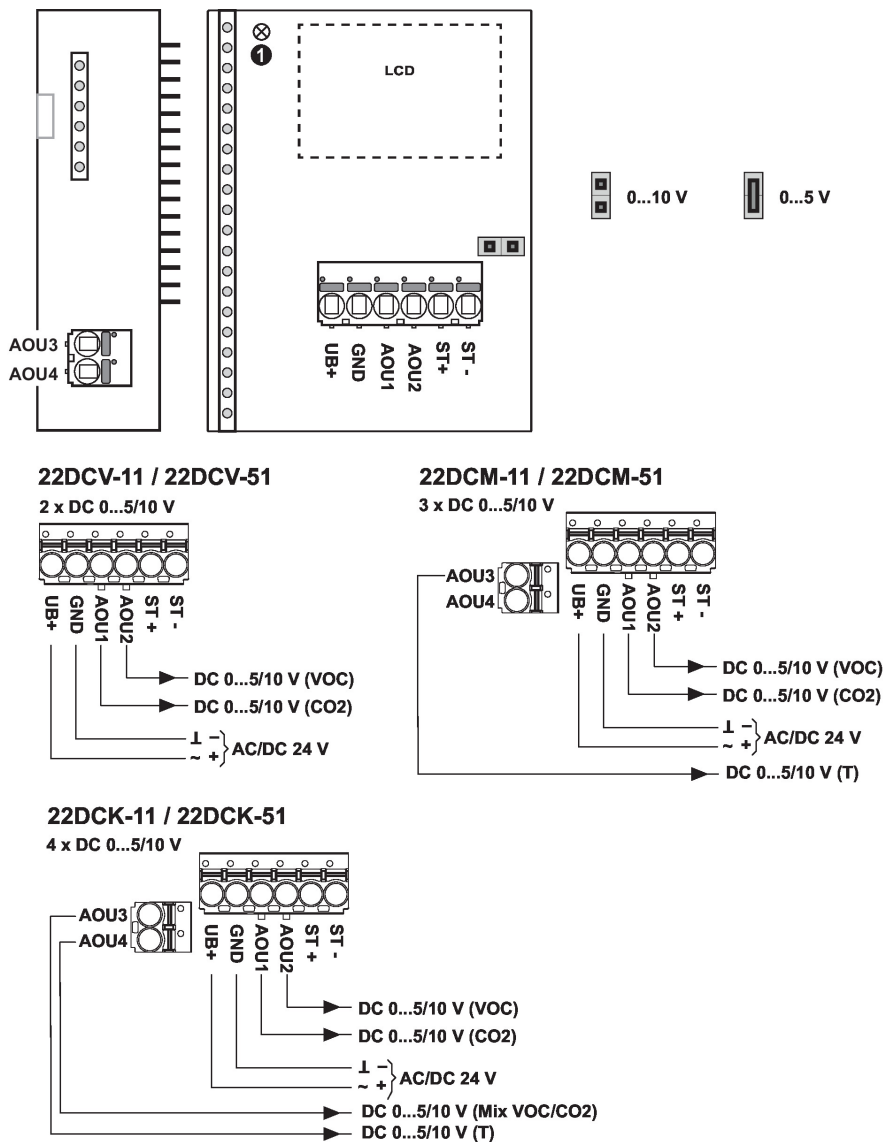 ❶
LCD
0...10 V
0...5 V
AOU3
AOU4
UB+
GND
AOU1
AOU2
ST+
ST -
22DCV-11 / 22DCV-51
2 x DC 0...5/10 V
UB+
GND
AOU1
AOU2
ST +
ST -
DC 0...5/10 V (VOC)
DC 0...5/10 V (CO2)
⊥ –
~ +
AC/DC 24 V
22DCM-11 / 22DCM-51
3 x DC 0...5/10 V
AOU3
AOU4
UB+
GND
AOU1
AOU2
ST +
ST -
DC 0...5/10 V (VOC)
DC 0...5/10 V (CO2)
⊥ –
~ +
AC/DC 24 V
DC 0...5/10 V (T)
22DCK-11 / 22DCK-51
4 x DC 0...5/10 V
AOU3
AOU4
UB+
GND
AOU1
AOU2
ST +
ST -
DC 0...5/10 V (VOC)
DC 0...5/10 V (CO2)
⊥ –
~ +
AC/DC 24 V
DC 0...5/10 V (Mix VOC/CO2)
DC 0...5/10 V (T)